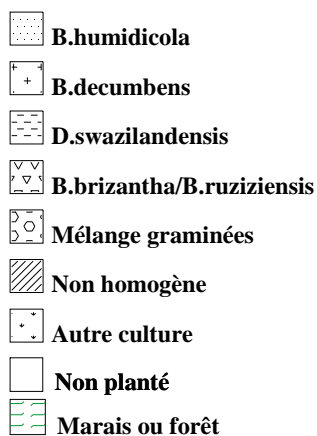 B.humidicola
B.decumbens
D.swazilandensis
B.brizantha/B.ruziziensis
Mélange graminées
Non homogène
Autre culture
Non planté
Marais ou forêt